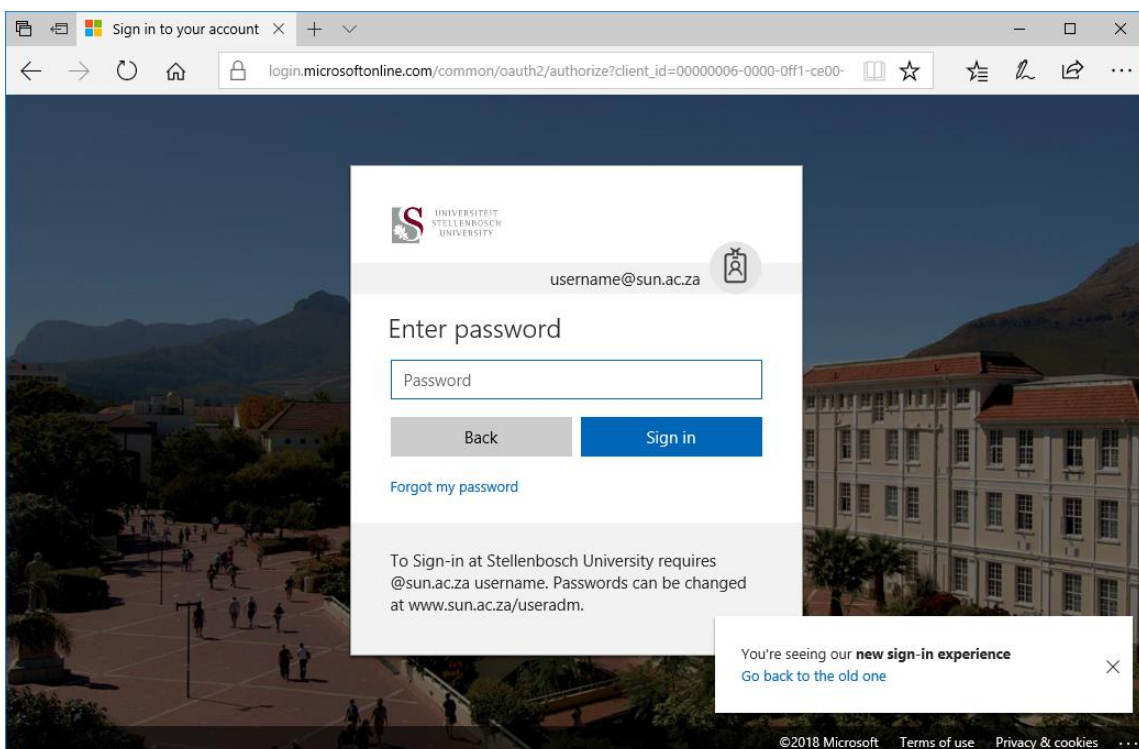 Sign in to your account
login.microsoftonline.com/common/oauth2/authorize?client_id=00000006-0000-0ff1-ce00-
UNIVERSITEIT
STELLENBOSCH
UNIVERSITY
username@sun.ac.za
Enter password
Password
Back Sign in
Forgot my password
To Sign-in at Stellenbosch University requires
@sun.ac.za username. Passwords can be changed
at www.sun.ac.za/useradm.
You're seeing our new sign-in experience
Go back to the old one
©2018 Microsoft Terms of use Privacy & cookies ...